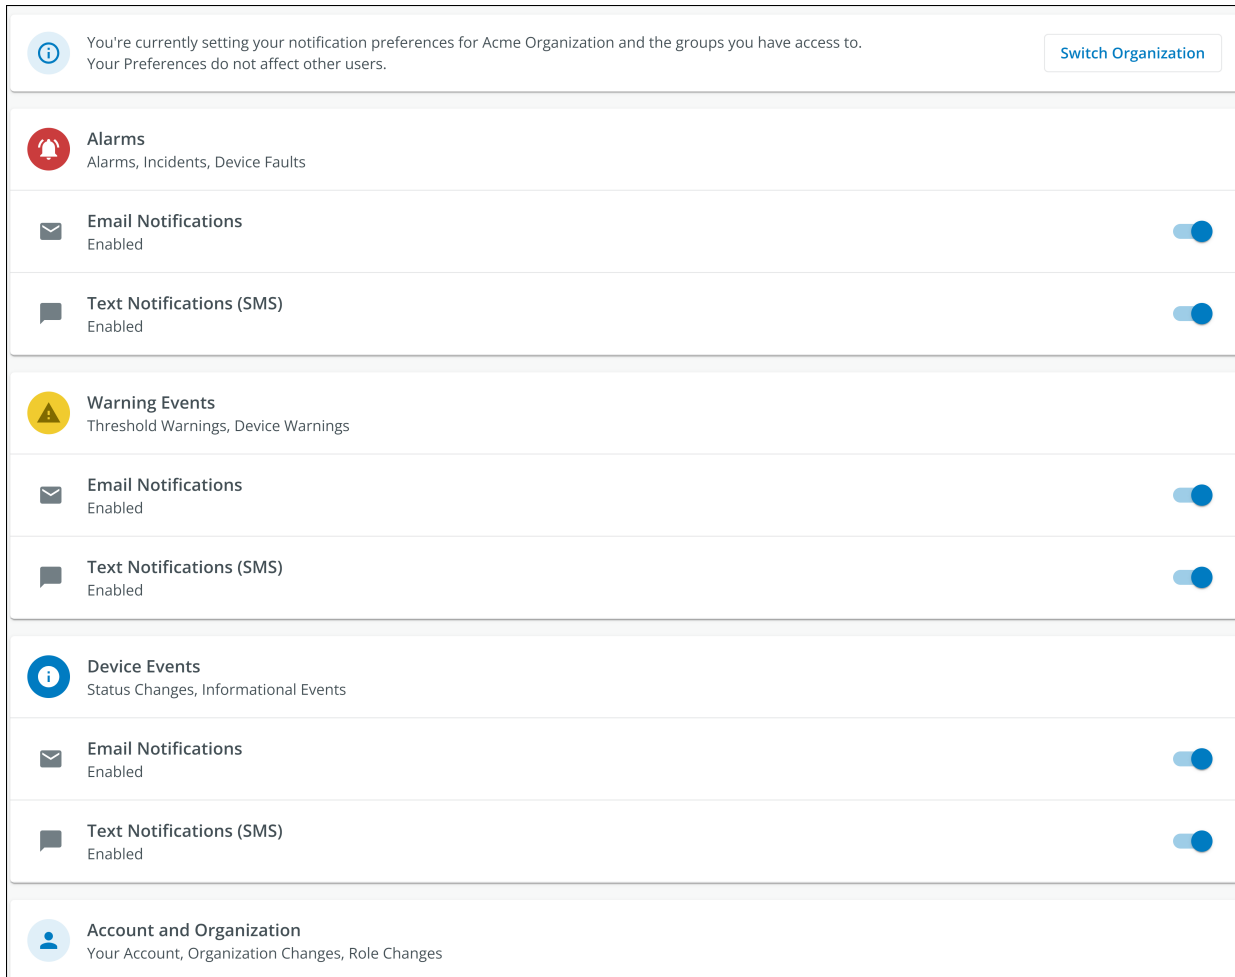 You're currently setting your notification preferences for Acme Organization and the groups you have access to.
Your Preferences do not affect other users.
Switch Organization
Alarms
Alarms, Incidents, Device Faults
Email Notifications
Enabled
Text Notifications (SMS)
Enabled
Warning Events
Threshold Warnings, Device Warnings
Email Notifications
Enabled
Text Notifications (SMS)
Enabled
Device Events
Status Changes, Informational Events
Email Notifications
Enabled
Text Notifications (SMS)
Enabled
Account and Organization
Your Account, Organization Changes, Role Changes